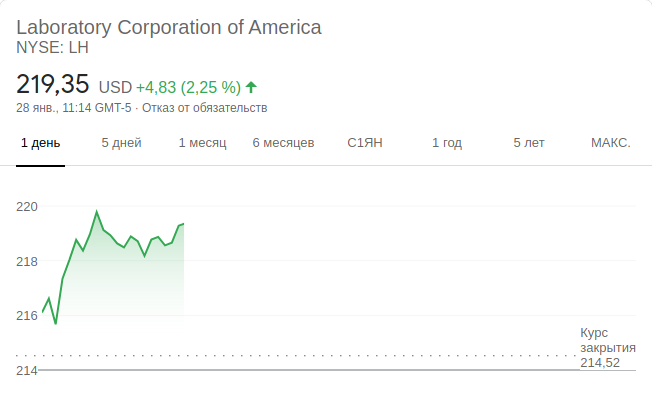 Laboratory Corporation of America
NYSE: LH
219,35 USD +4,83 (2,25 %)
28 янв., 11:14 GMT-5 · Отказ от обязательств
1 день 5 дней 1 месяц 6 месяцев С1ЯН 1 год 5 лет МАКС.
220
218
216
Курс
закрытия
214,52
214